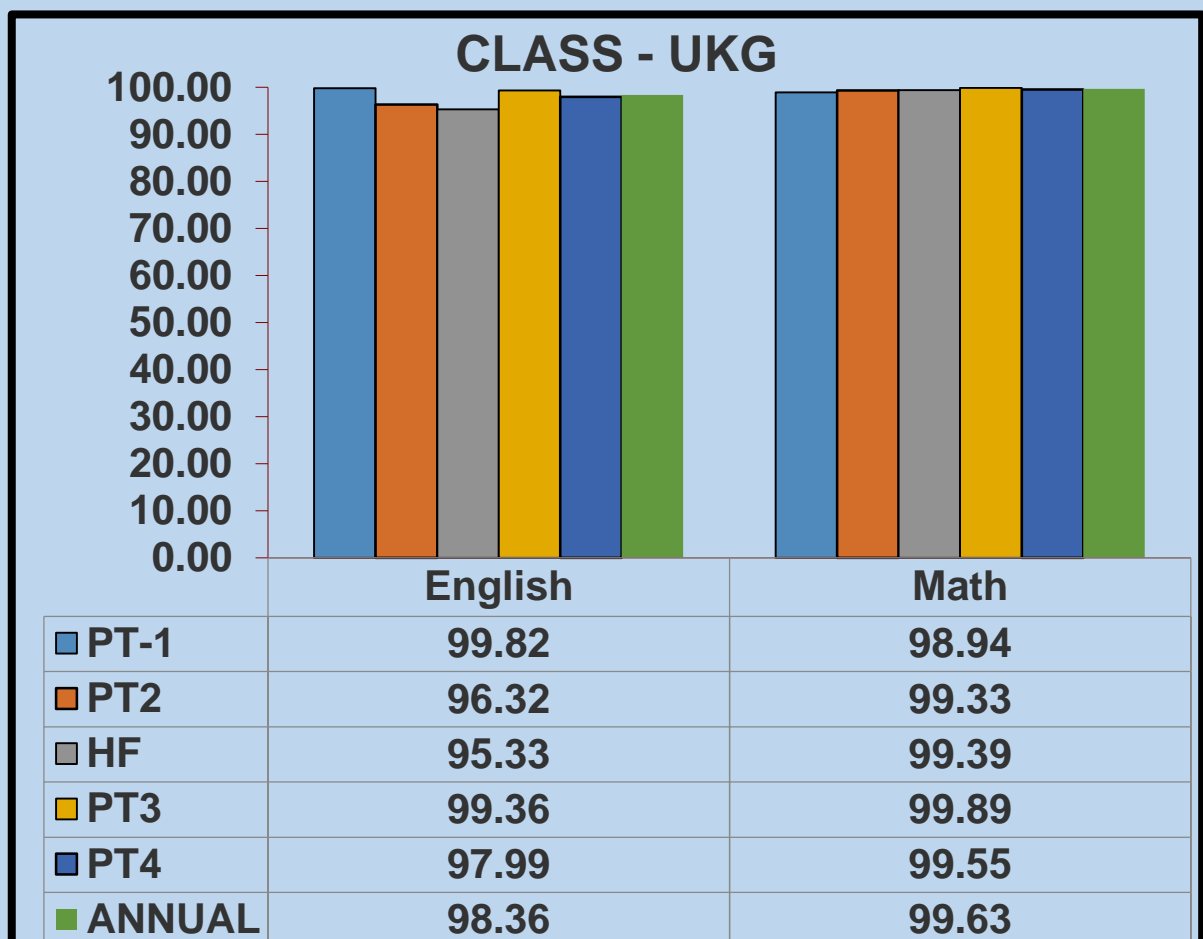 CLASS - UKG
100.00
90.00
80.00
70.00
60.00
50.00
40.00
30.00
20.00
10.00
0.00
English Math
PT-1 99.82 98.94
PT2 96.32 99.33
HF 95.33 99.39
PT3 99.36 99.89
PT4 97.99 99.55
ANNUAL 98.36 99.63